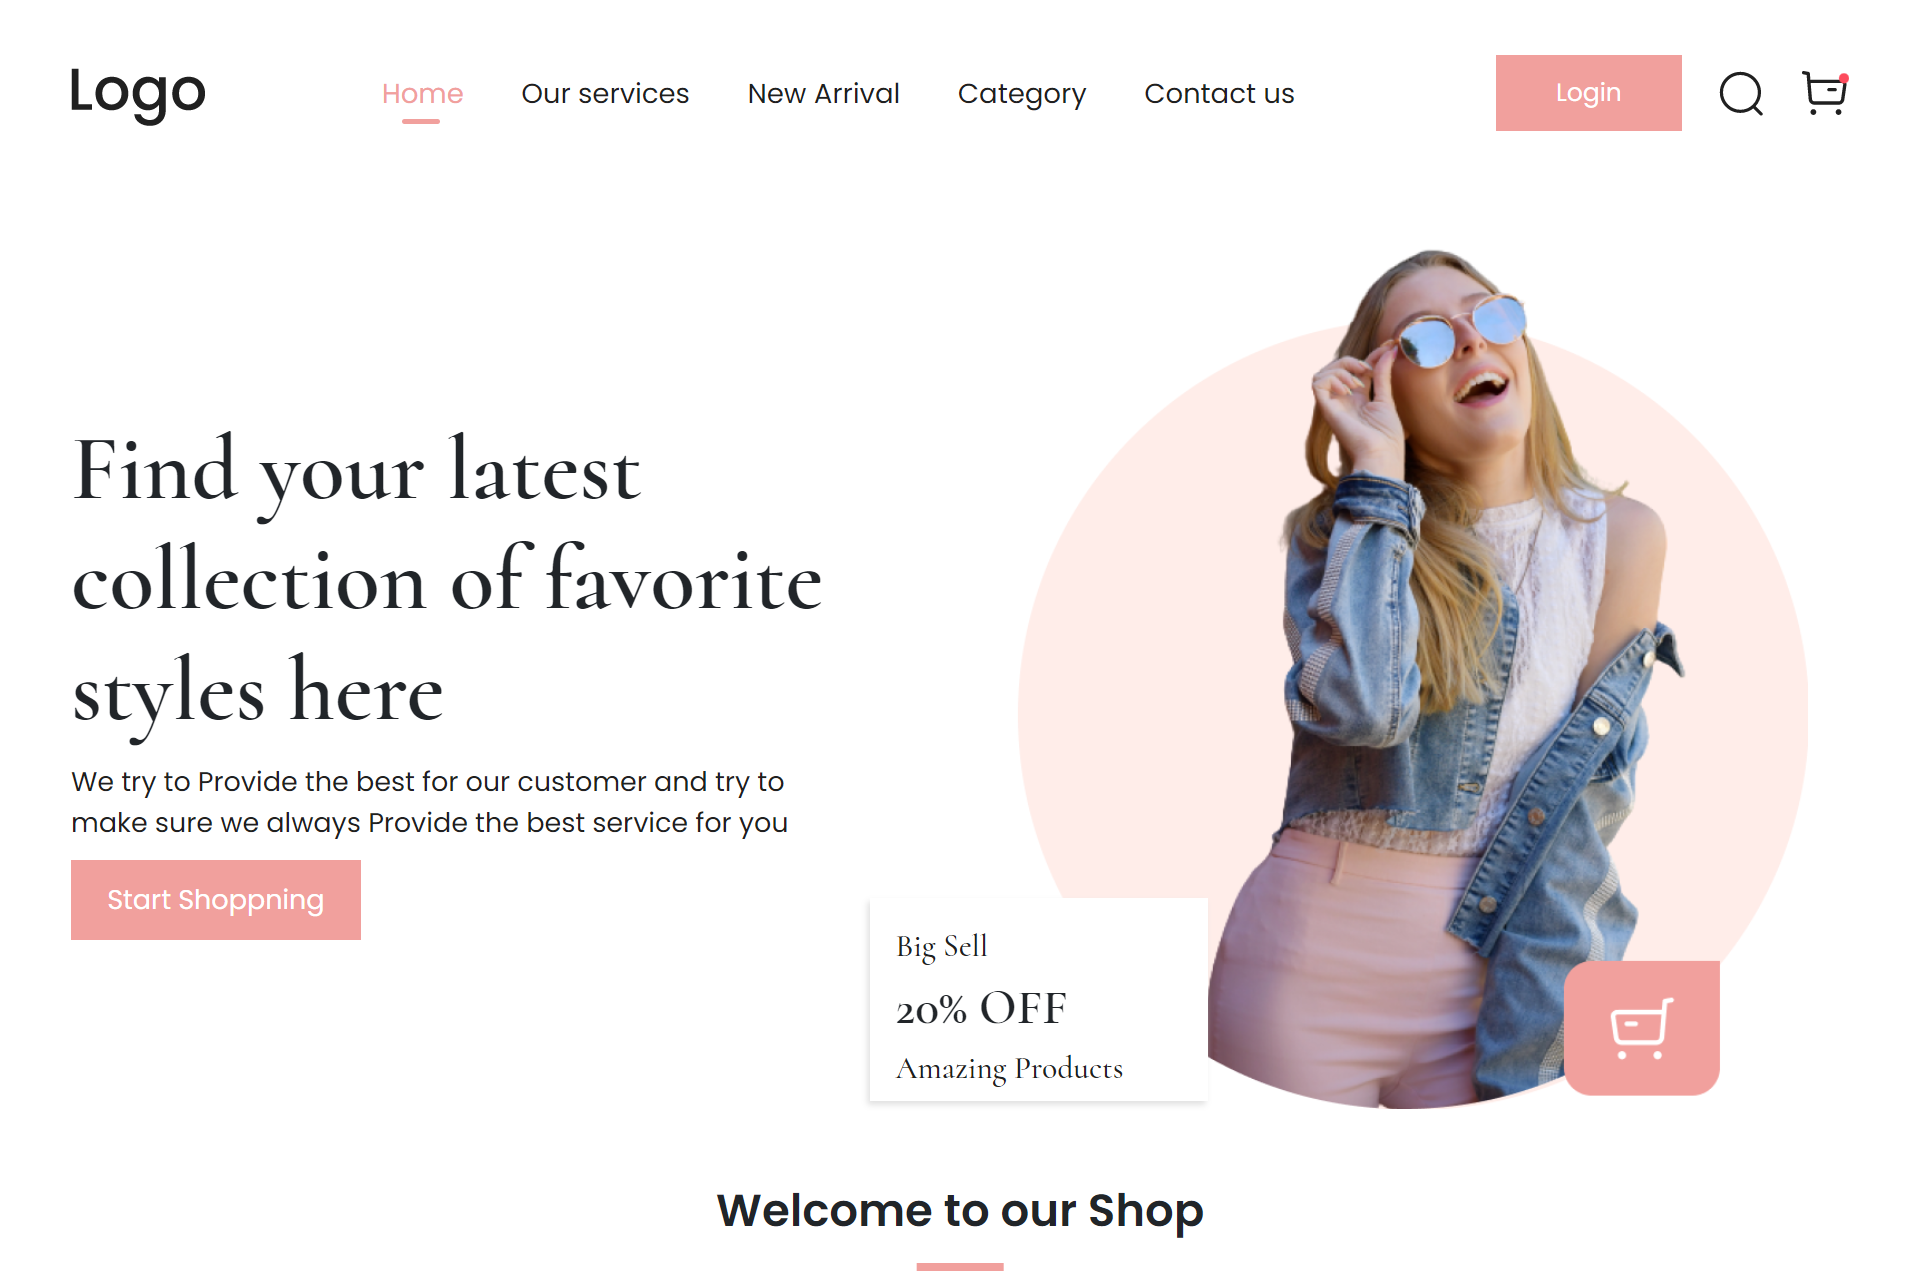 Logo
Home
Our services
New Arrival
Category
Contact us
Login
Find your latest
collection of favorite
styles here
We try to Provide the best for our customer and try to
make sure we always Provide the best service for you
Start Shoppning
Big Sell
20% OFF
Amazing Products
Welcome to our Shop